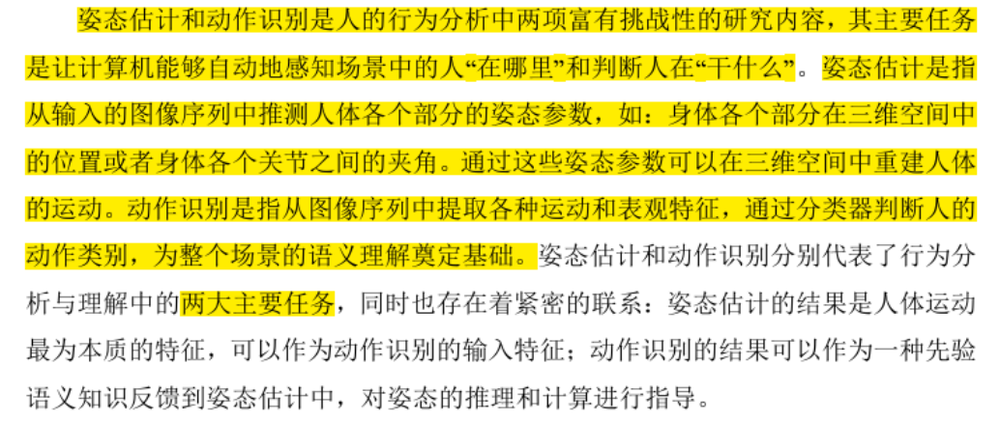 姿态估计和动作识别是人的行为分析中两项富有挑战性的研究内容，其主要任务
是让计算机能够自动地感知场景中的人“在哪里”和判断人在“干什么”。姿态估计是指
从输入的图像序列中推测人体各个部分的姿态参数，如：身体各个部分在三维空间中
的位置或者身体各个关节之间的夹角。通过这些姿态参数可以在三维空间中重建人体
的运动。动作识别是指从图像序列中提取各种运动和表观特征，通过分类器判断人的
动作类别，为整个场景的语义理解奠定基础。姿态估计和动作识别分别代表了行为分
析与理解中的两大主要任务，同时也存在着紧密的联系：姿态估计的结果是人体运动
最为本质的特征，可以作为动作识别的输入特征；动作识别的结果可以作为一种先验
语义知识反馈到姿态估计中，对姿态的推理和计算进行指导。